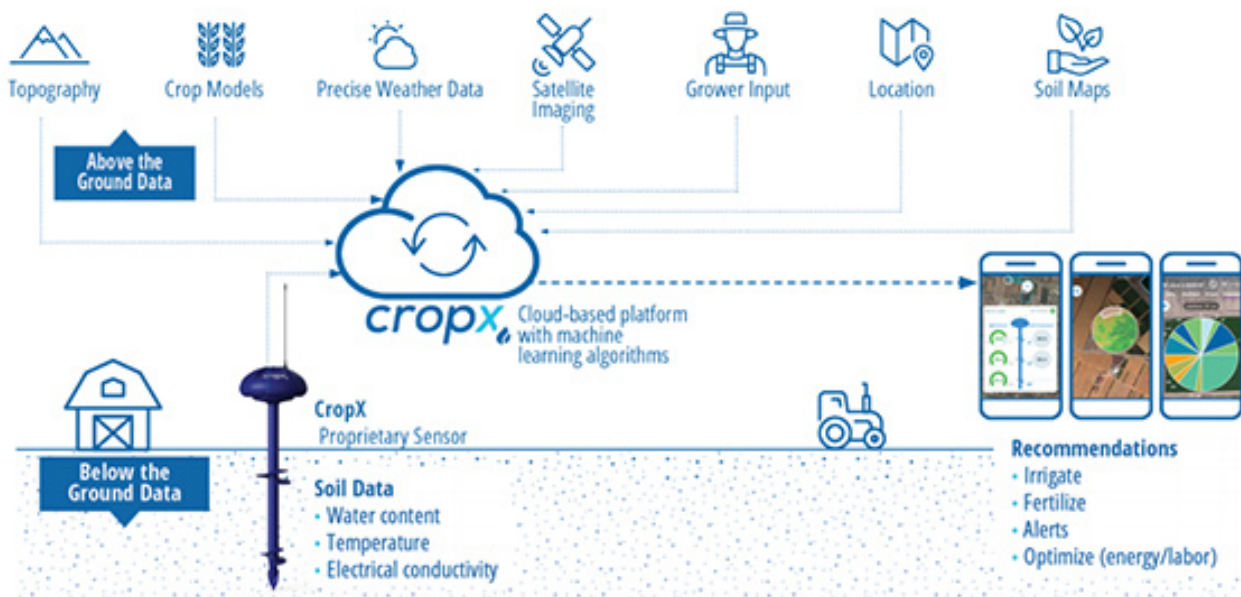 Topography
Crop Models
Precise Weather Data
Satellite
Imaging
Grower Input
Location
Soil Maps
Above the
Ground Data
cropx
Cloud-based platform
with machine
learning algorithms
CropX
Proprietary Sensor
Below the
Ground Data
Soil Data
• Water content
• Temperature
• Electrical conductivity
Recommendations
• Irrigate
• Fertilize
• Alerts
• Optimize (energy/labor)